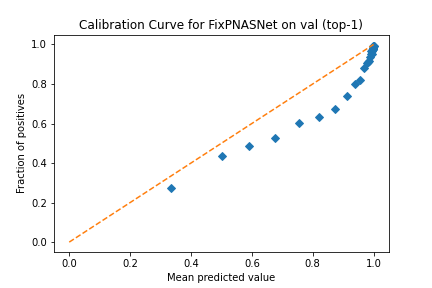 Calibration Curve for FixPNASNet on val (top-1)
1.0
0.8
0.6
0.4
0.2
0.0
Fraction of positives
0.0 0.2 0.4 0.6 0.8 1.0
Mean predicted value